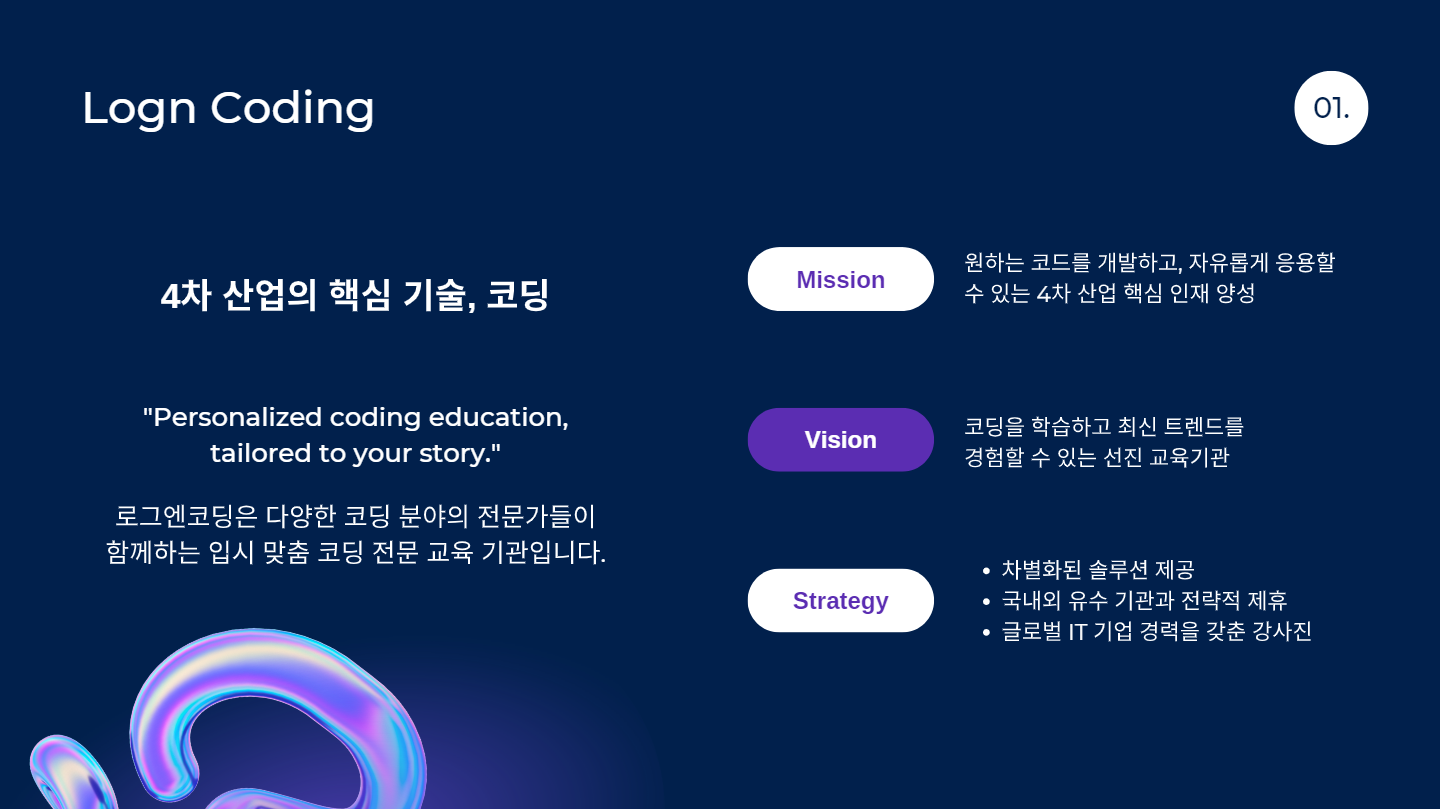 Logn Coding
01.
4차 산업의 핵심 기술, 코딩
"Personalized coding education,
tailored to your story."
로그엔코딩은 다양한 코딩 분야의 전문가들이
함께하는 입시 맞춤 코딩 전문 교육 기관입니다.
Mission
원하는 코드를 개발하고, 자유롭게 응용할
수 있는 4차 산업 핵심 인재 양성
Vision
코딩을 학습하고 최신 트렌드를
경험할 수 있는 선진 교육기관
Strategy
• 차별화된 솔루션 제공
• 국내외 유수 기관과 전략적 제휴
• 글로벌 IT 기업 경력을 갖춘 강사진